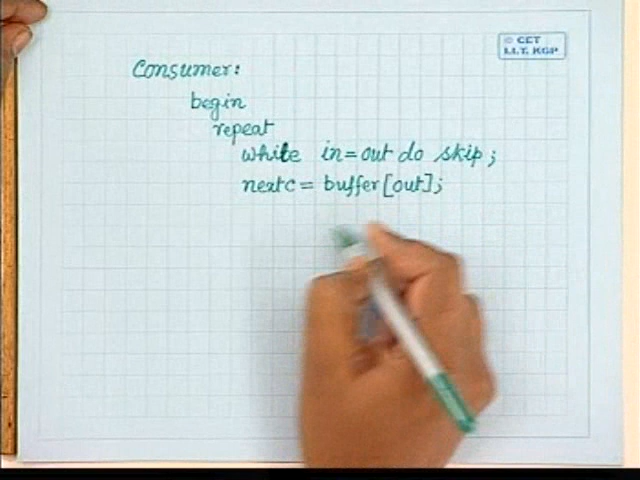 © CET
I.I.T. KGP
Consumer:
begin
repeat
while in=out do skip;
nextc = buffer[out];